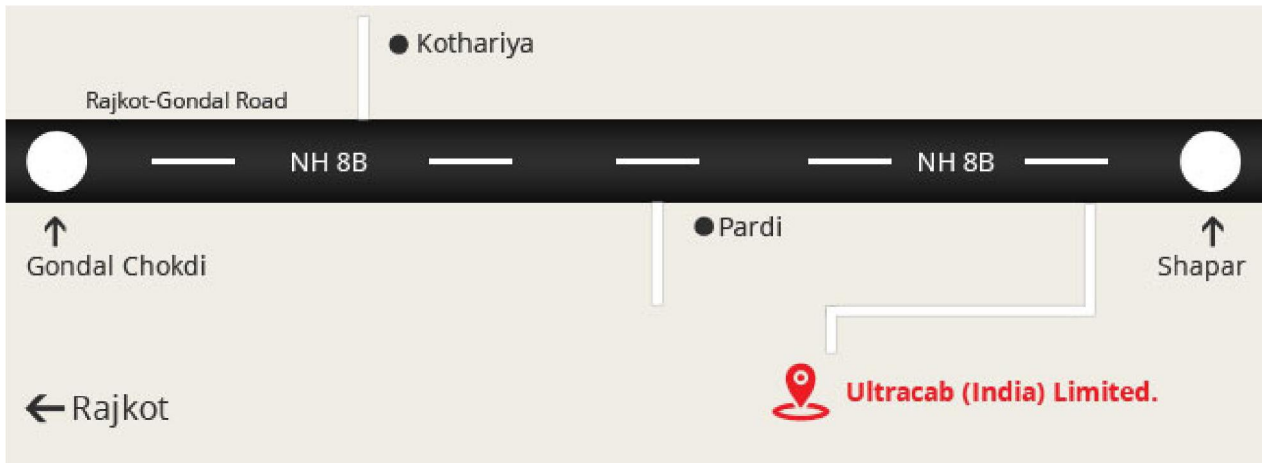 Kothariya
Rajkot-Gondal Road
NH 8B
NH 8B
Pardi
Gondal Chokdi
Shapar
Ultracab (India) Limited.
Rajkot